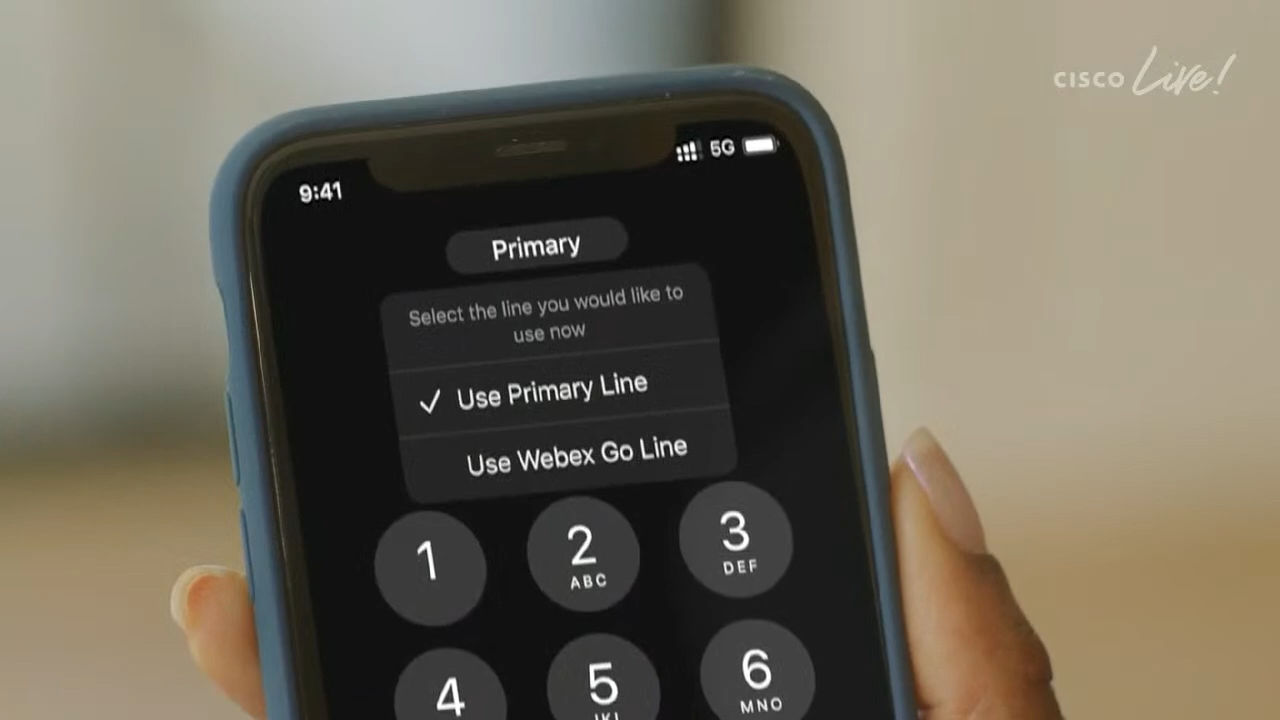 CISCO Live!
9:41
5G
Primary
Select the line you would like to
use now
✓ Use Primary Line
Use Webex Go Line
1 2 3
ABC DEF
4 5 6
JKL MNO